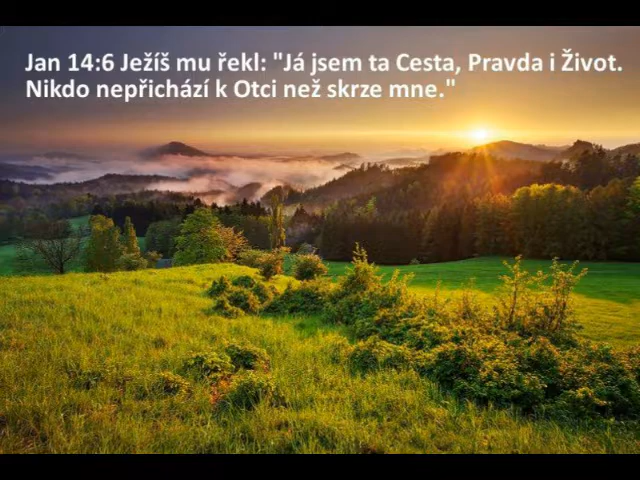 Jan 14:6 Ježíš mu řekl: "Já jsem ta Cesta, Pravda i Život.
Nikdo nepřichází k Otci než skrze mne."